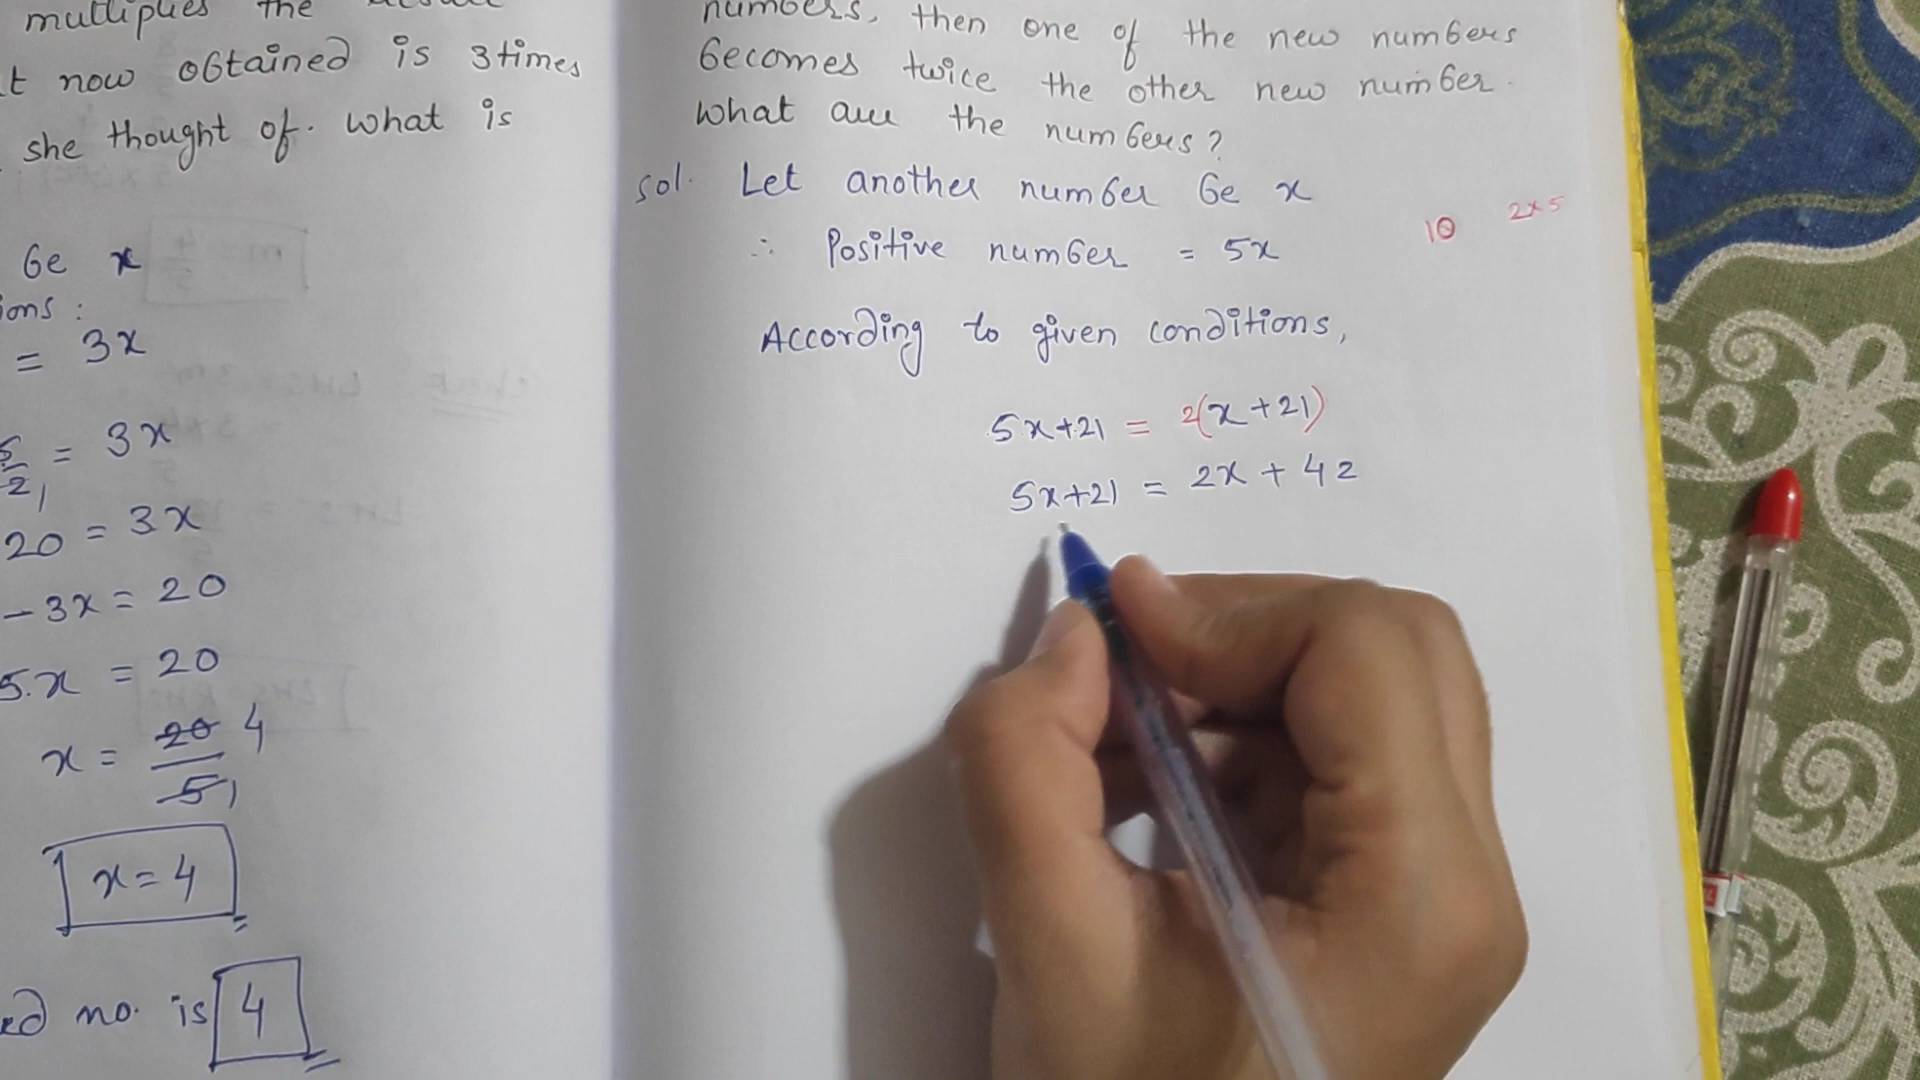 multiplies the
t now obtained is 3times
she thought of. what is
be x
ions :
= 3x
5/2 = 3x
20 = 3x
- 3x = 20
5x = 20
x = 20/5 4 1
x = 4
ed no. is 4
numbers, then one of the new numbers
becomes twice the other new number.
what are the numbers?
sol. Let another number be x
∴ Positive number = 5x
10 2x5
According to given conditions,
5x+21 = 2(x+21)
5x+21 = 2x + 42